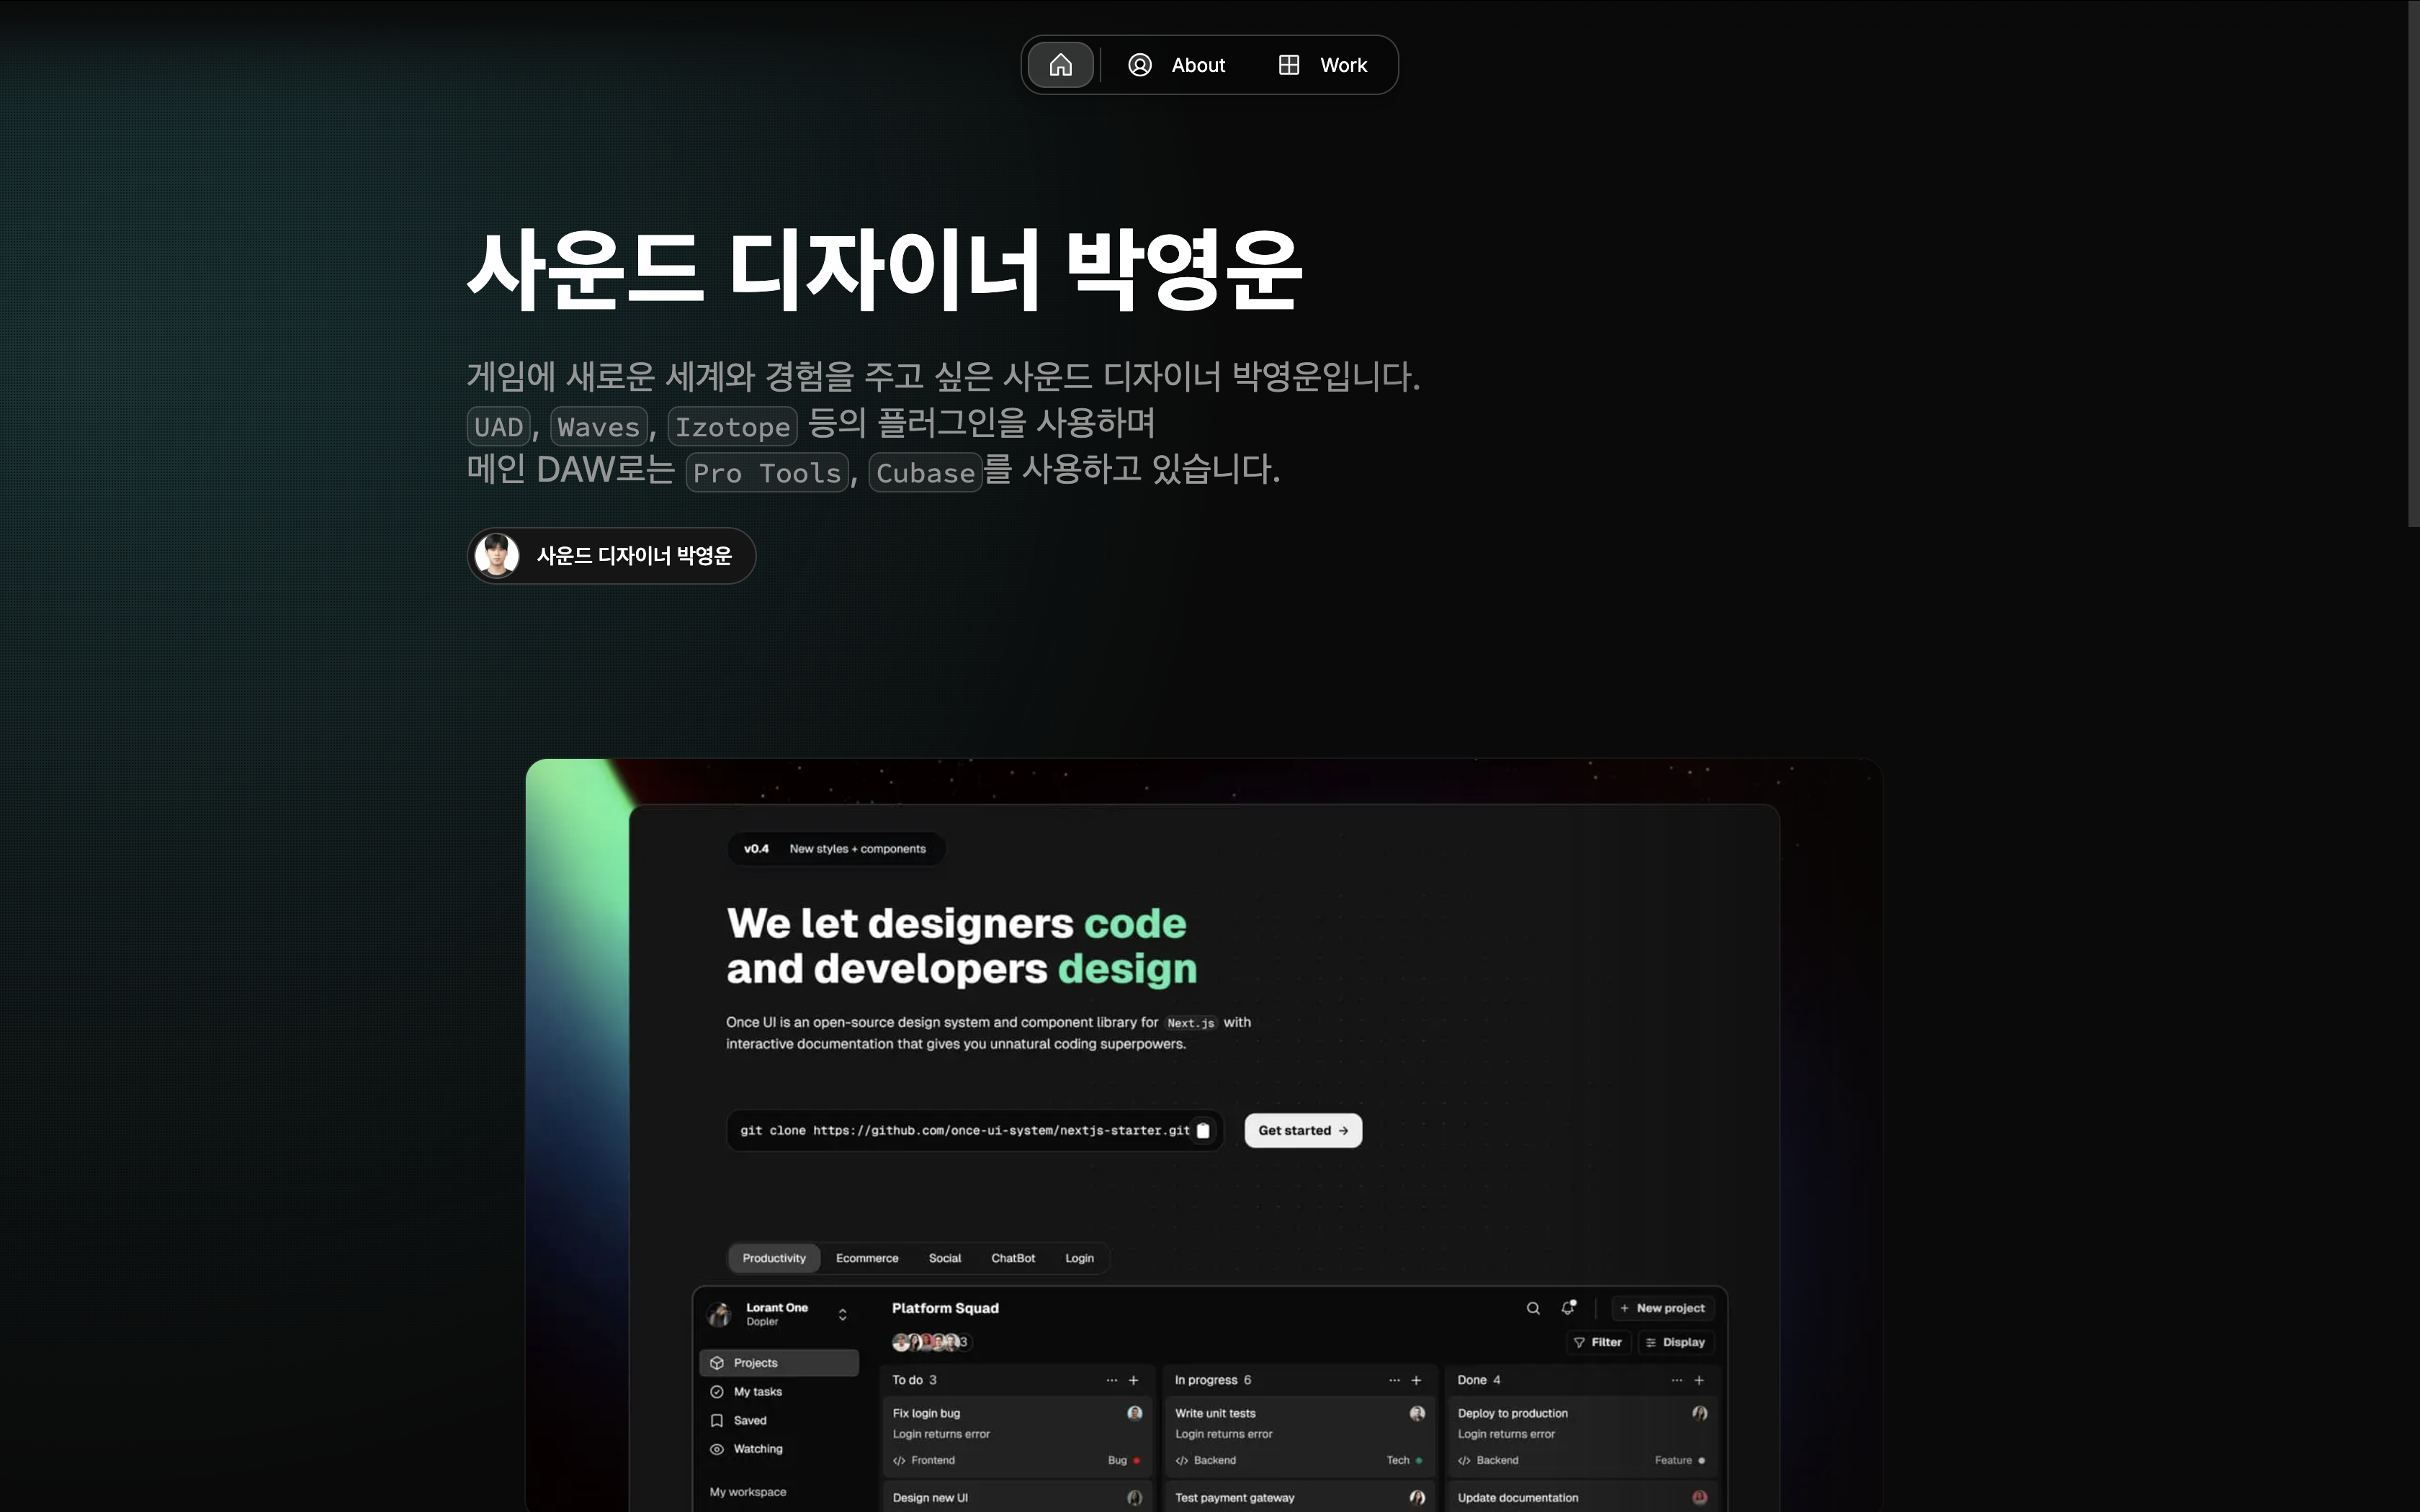 About
Work
사운드 디자이너 박영운
게임에 새로운 세계와 경험을 주고 싶은 사운드 디자이너 박영운입니다.
UAD, Waves, Izotope 등의 플러그인을 사용하며
메인 DAW로는 Pro Tools, Cubase를 사용하고 있습니다.
사운드 디자이너 박영운
v0.4 New styles + components
We let designers code
and developers design
Once UI is an open-source design system and component library for Next.js with
interactive documentation that gives you unnatural coding superpowers.
git clone https://github.com/once-ui-system/nextjs-starter.git
Get started →
Productivity Ecommerce Social ChatBot Login
Lorant One
Dopler
Projects
My tasks
Saved
Watching
My workspace
Platform Squad
+ New project
3
Filter
Display
To do 3
Fix login bug
Login returns error
</> Frontend Bug
Design new UI
In progress 6
Write unit tests
Login returns error
</> Backend Tech
Test payment gateway
Done 4
Deploy to production
Login returns error
</> Backend Feature
Update documentation